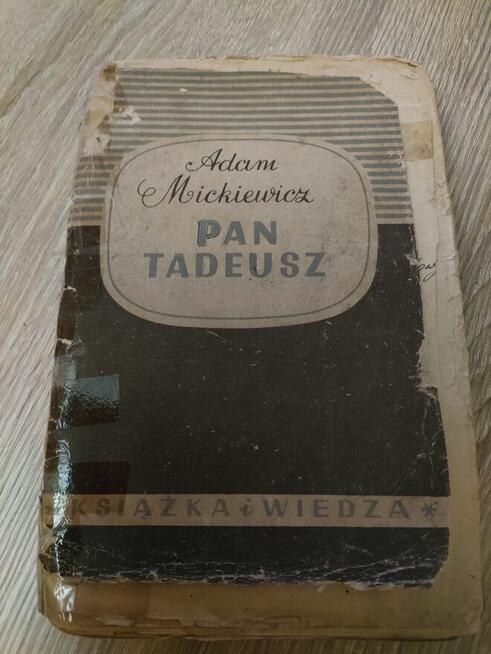 Adam
Mickiewicz
PAN
TADEUSZ
* KSIĄŻKA i WIEDZA *